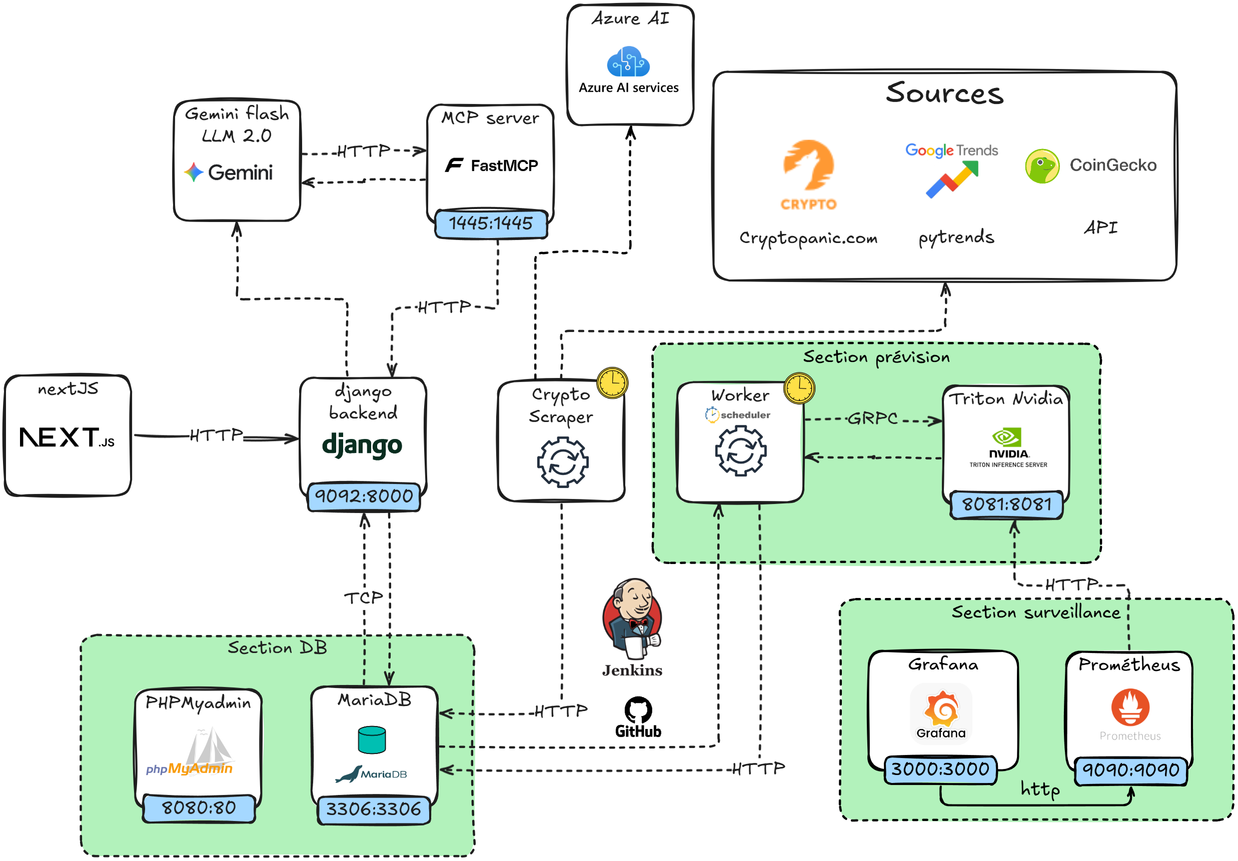 Azure AI
Azure AI services
Sources
CRYPTO
Google Trends
CoinGecko
Cryptopanic.com
pytrends
API
Gemini flash
LLM 2.0
Gemini
HTTP
MCP server
FastMCP
1445:1445
HTTP
nextJS
NEXT.JS
HTTP
django
backend
django
9092:8000
Crypto
Scraper
Section prévision
Worker
scheduler
GRPC
Triton Nvidia
NVIDIA.
TRITON INFERENCE SERVER
8081:8081
HTTP
TCP
Jenkins
GitHub
HTTP
HTTP
Section DB
PHPMyadmin
phpMyAdmin
8080:80
MariaDB
MariaDB
3306:3306
Section surveillance
Grafana
Grafana
3000:3000
Prométheus
Prometheus
9090:9090
http